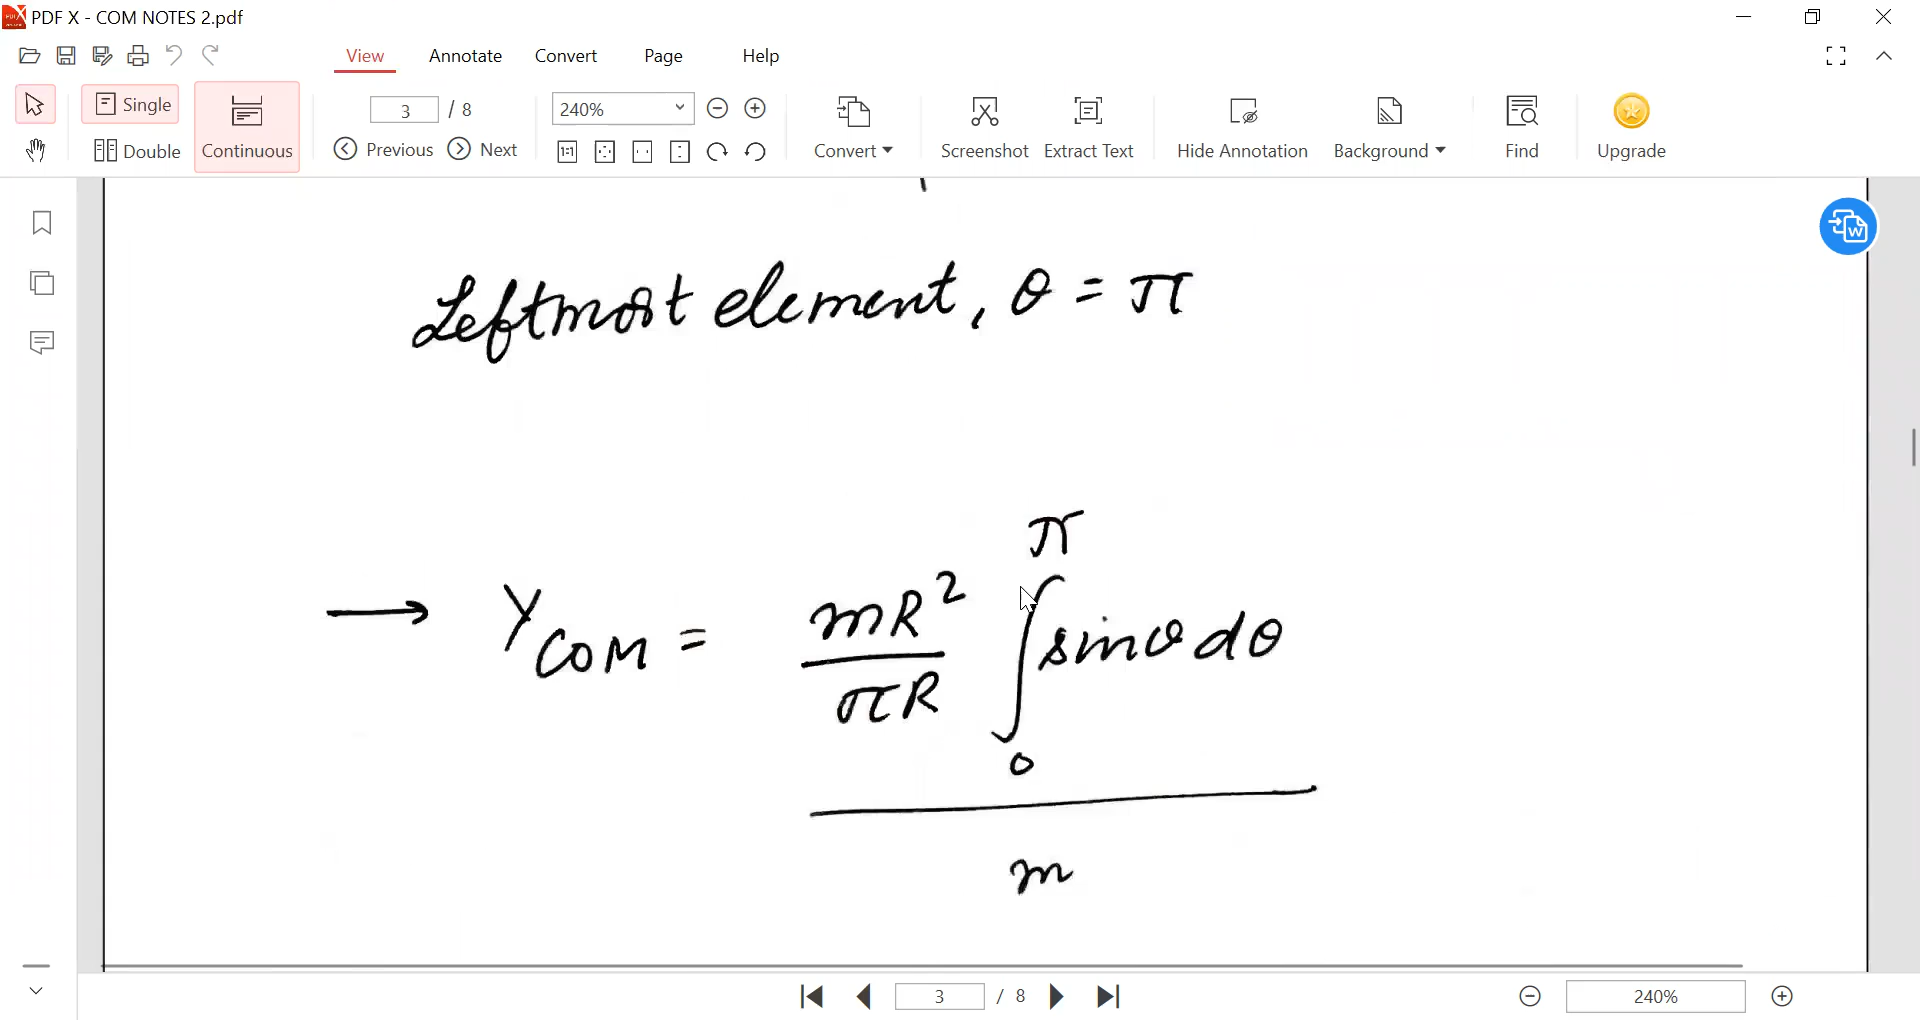 PDF X - COM NOTES 2.pdf
View Annotate Convert Page Help
Single
Double
Continuous
3 / 8
Previous Next
240%
Convert
Screenshot
Extract Text
Hide Annotation
Background
Find
Upgrade
Leftmost element, θ = π
π
→ Y_COM = mR² / πR ∫ sinθ dθ
0
m
3 / 8
240%